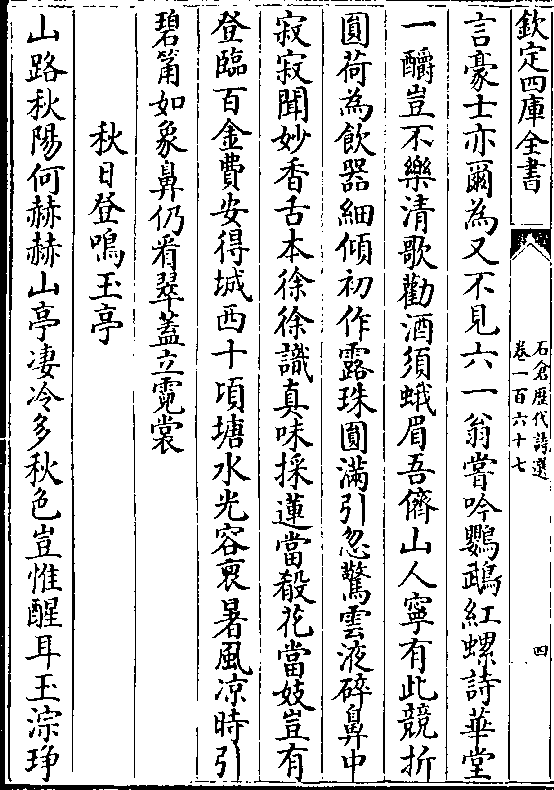 欽定四庫全書
石倉歷代詩選
卷一百六十七
四
言豪士亦爾為又不見六一翁嘗吟鸚鵡紅螺詩華堂
一釂豈不樂清歌勸酒須蛾眉吾儕山人寧有此競折
圓荷為飲器細傾初作露珠圓滿引忽驚雲液碎鼻中
寂寂聞妙香舌本徐徐識真味採蓮當殽花當妓豈有
登臨百金費安得城西十頃塘水光容裛暑風凉時引
碧筩如象鼻仍看翠蓋立霓裳
秋日登鳴玉亭
山路秋陽何赫赫山亭凄冷多秋色豈惟醒耳玉淙琤